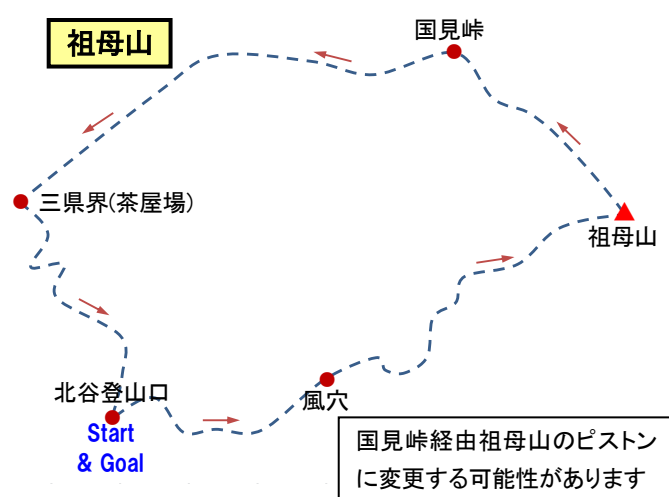 祖母山
国見峠
三県界(茶屋場)
祖母山
北谷登山口
風穴
Start
& Goal
国見峠経由祖母山のピストン
に変更する可能性があります